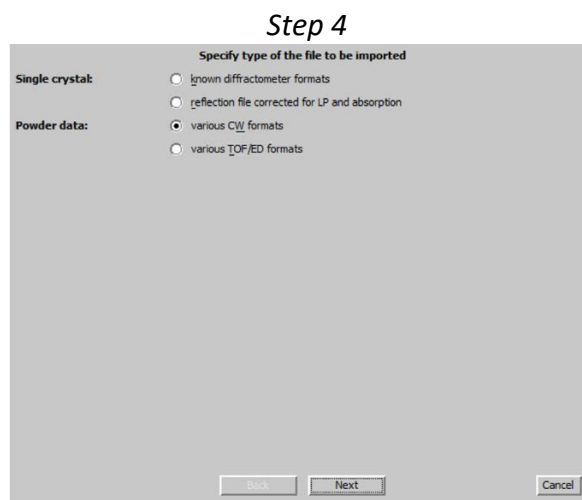 Step 4
Specify type of the file to be imported
Single crystal: known diffractometer formats
reflection file corrected for LP and absorption
Powder data: various CW formats
various TOF/ED formats
Back Next Cancel